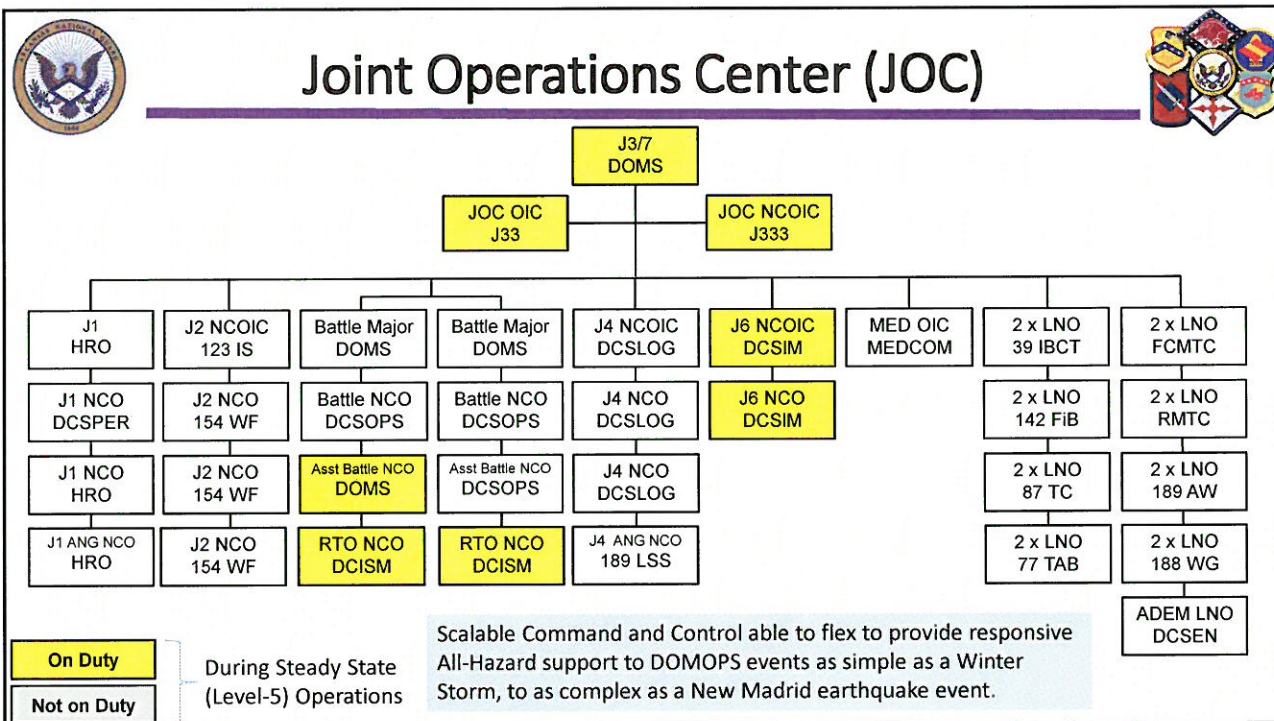 Joint Operations Center (JOC)
ARKANSAS NATIONAL GUARD
J3/7
DOMS
JOC OIC
J33
JOC NCOIC
J333
J1
HRO
J1 NCO
DCSPER
J1 NCO
HRO
J1 ANG NCO
HRO
J2 NCOIC
123 IS
J2 NCO
154 WF
J2 NCO
154 WF
J2 NCO
154 WF
Battle Major
DOMS
Battle NCO
DCSOPS
Asst Battle NCO
DOMS
RTO NCO
DCISM
Battle Major
DOMS
Battle NCO
DCSOPS
Asst Battle NCO
DCSOPS
RTO NCO
DCISM
J4 NCOIC
DCSLOG
J4 NCO
DCSLOG
J4 NCO
DCSLOG
J4 ANG NCO
189 LSS
J6 NCOIC
DCSIM
J6 NCO
DCSIM
MED OIC
MEDCOM
2 x LNO
39 IBCT
2 x LNO
142 FiB
2 x LNO
87 TC
2 x LNO
77 TAB
2 x LNO
FCMTC
2 x LNO
RMTC
2 x LNO
189 AW
2 x LNO
188 WG
ADEM LNO
DCSEN
On Duty
Not on Duty
During Steady State
(Level-5) Operations
Scalable Command and Control able to flex to provide responsive
All-Hazard support to DOMOPS events as simple as a Winter
Storm, to as complex as a New Madrid earthquake event.